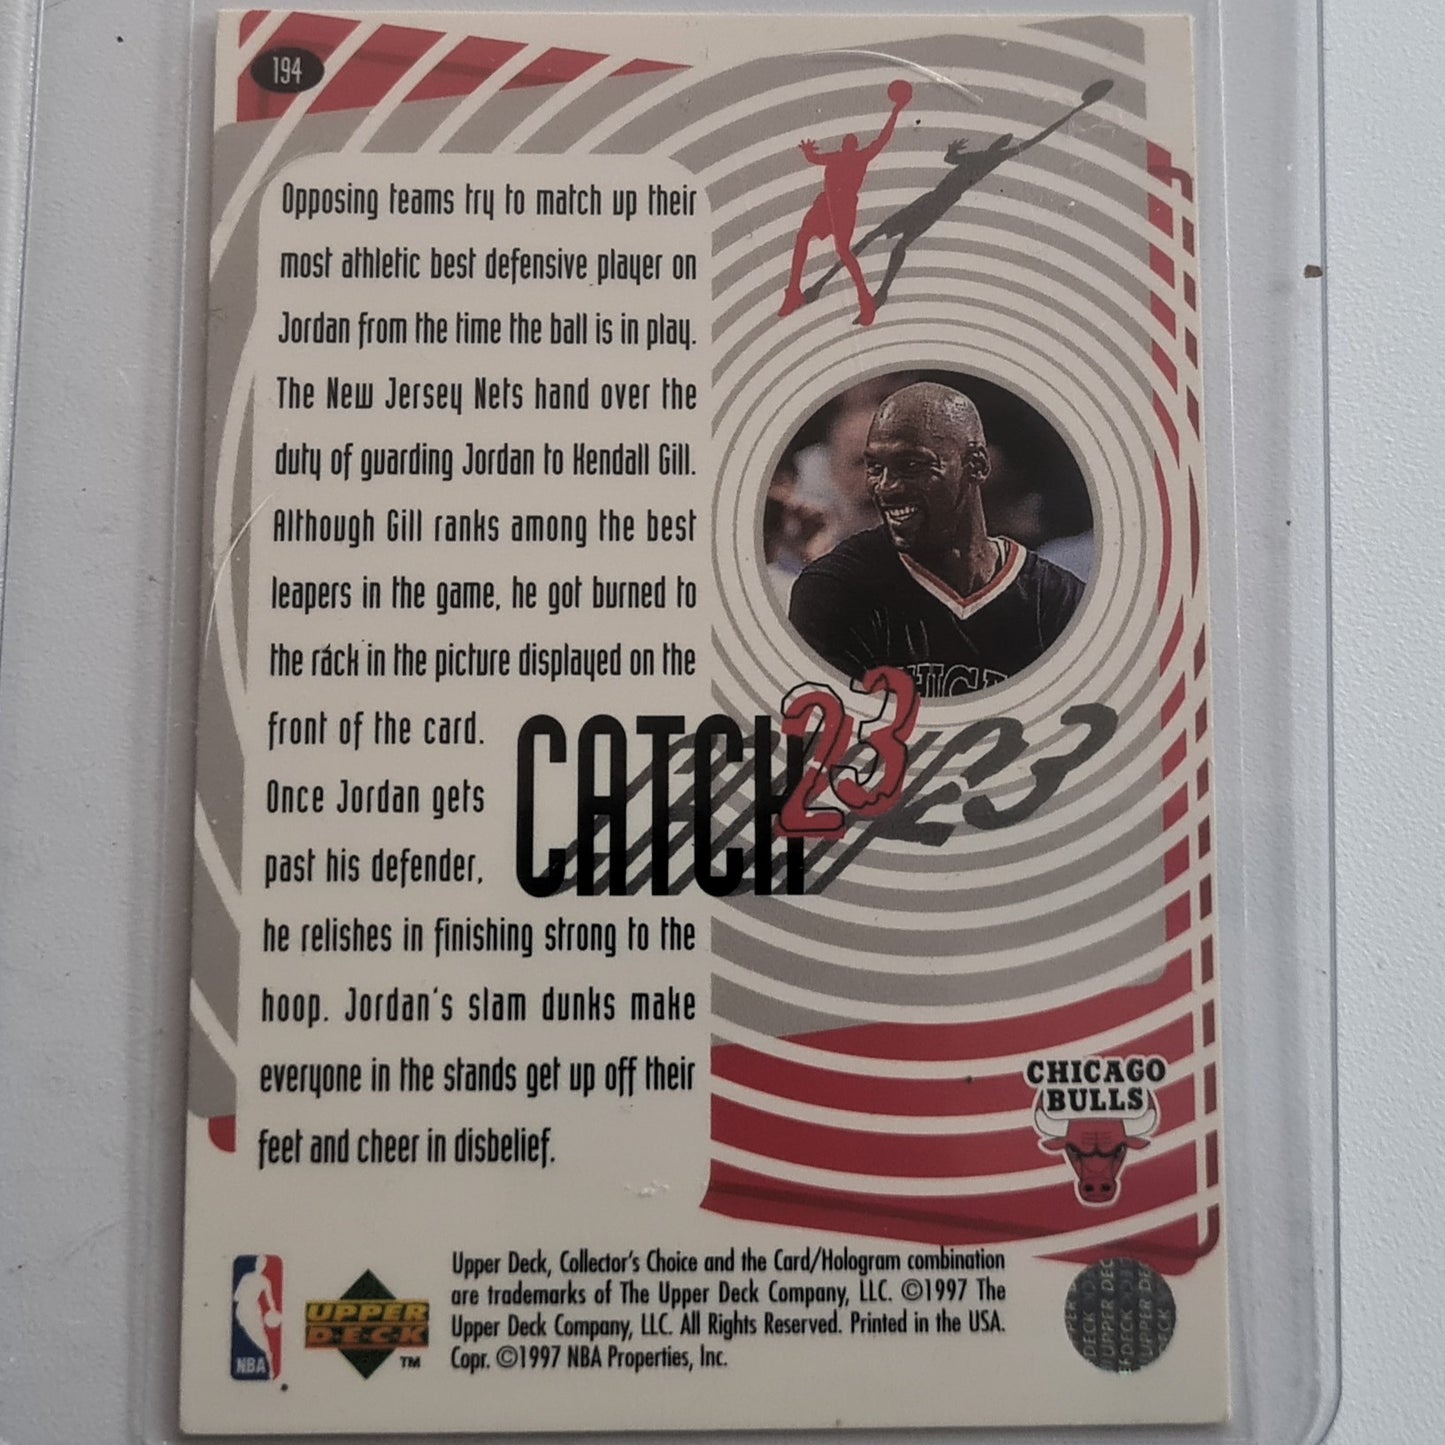 194
Opposing teams try to match up their
most athletic best defensive player on
Jordan from the time the ball is in play.
The New Jersey Nets hand over the
duty of guarding Jordan to Kendall Gill.
Although Gill ranks among the best
leapers in the game, he got burned to
the rack in the picture displayed on the
front of the card.
Once Jordan gets
past his defender,
he relishes in finishing strong to the
hoop. Jordan's slam dunks make
everyone in the stands get up off their
feet and cheer in disbelief.
CATCH 23
CHICAGO
BULLS
NBA
UPPER
DECK
TM
Upper Deck, Collector's Choice and the Card/Hologram combination
are trademarks of The Upper Deck Company, LLC. ©1997 The
Upper Deck Company, LLC. All Rights Reserved. Printed in the USA.
Copr. ©1997 NBA Properties, Inc.
UPPER DECK